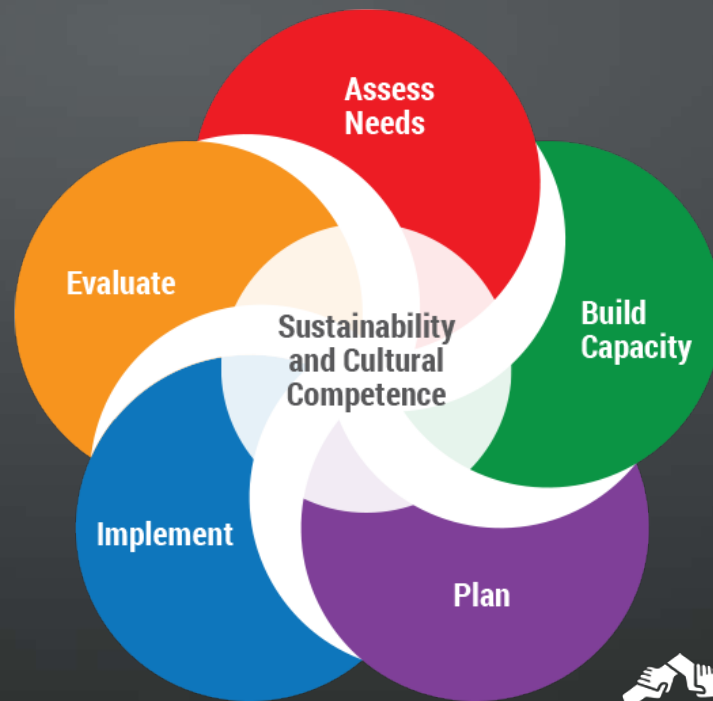 Assess
Needs
Build
Capacity
Plan
Implement
Evaluate
Sustainability
and Cultural
Competence